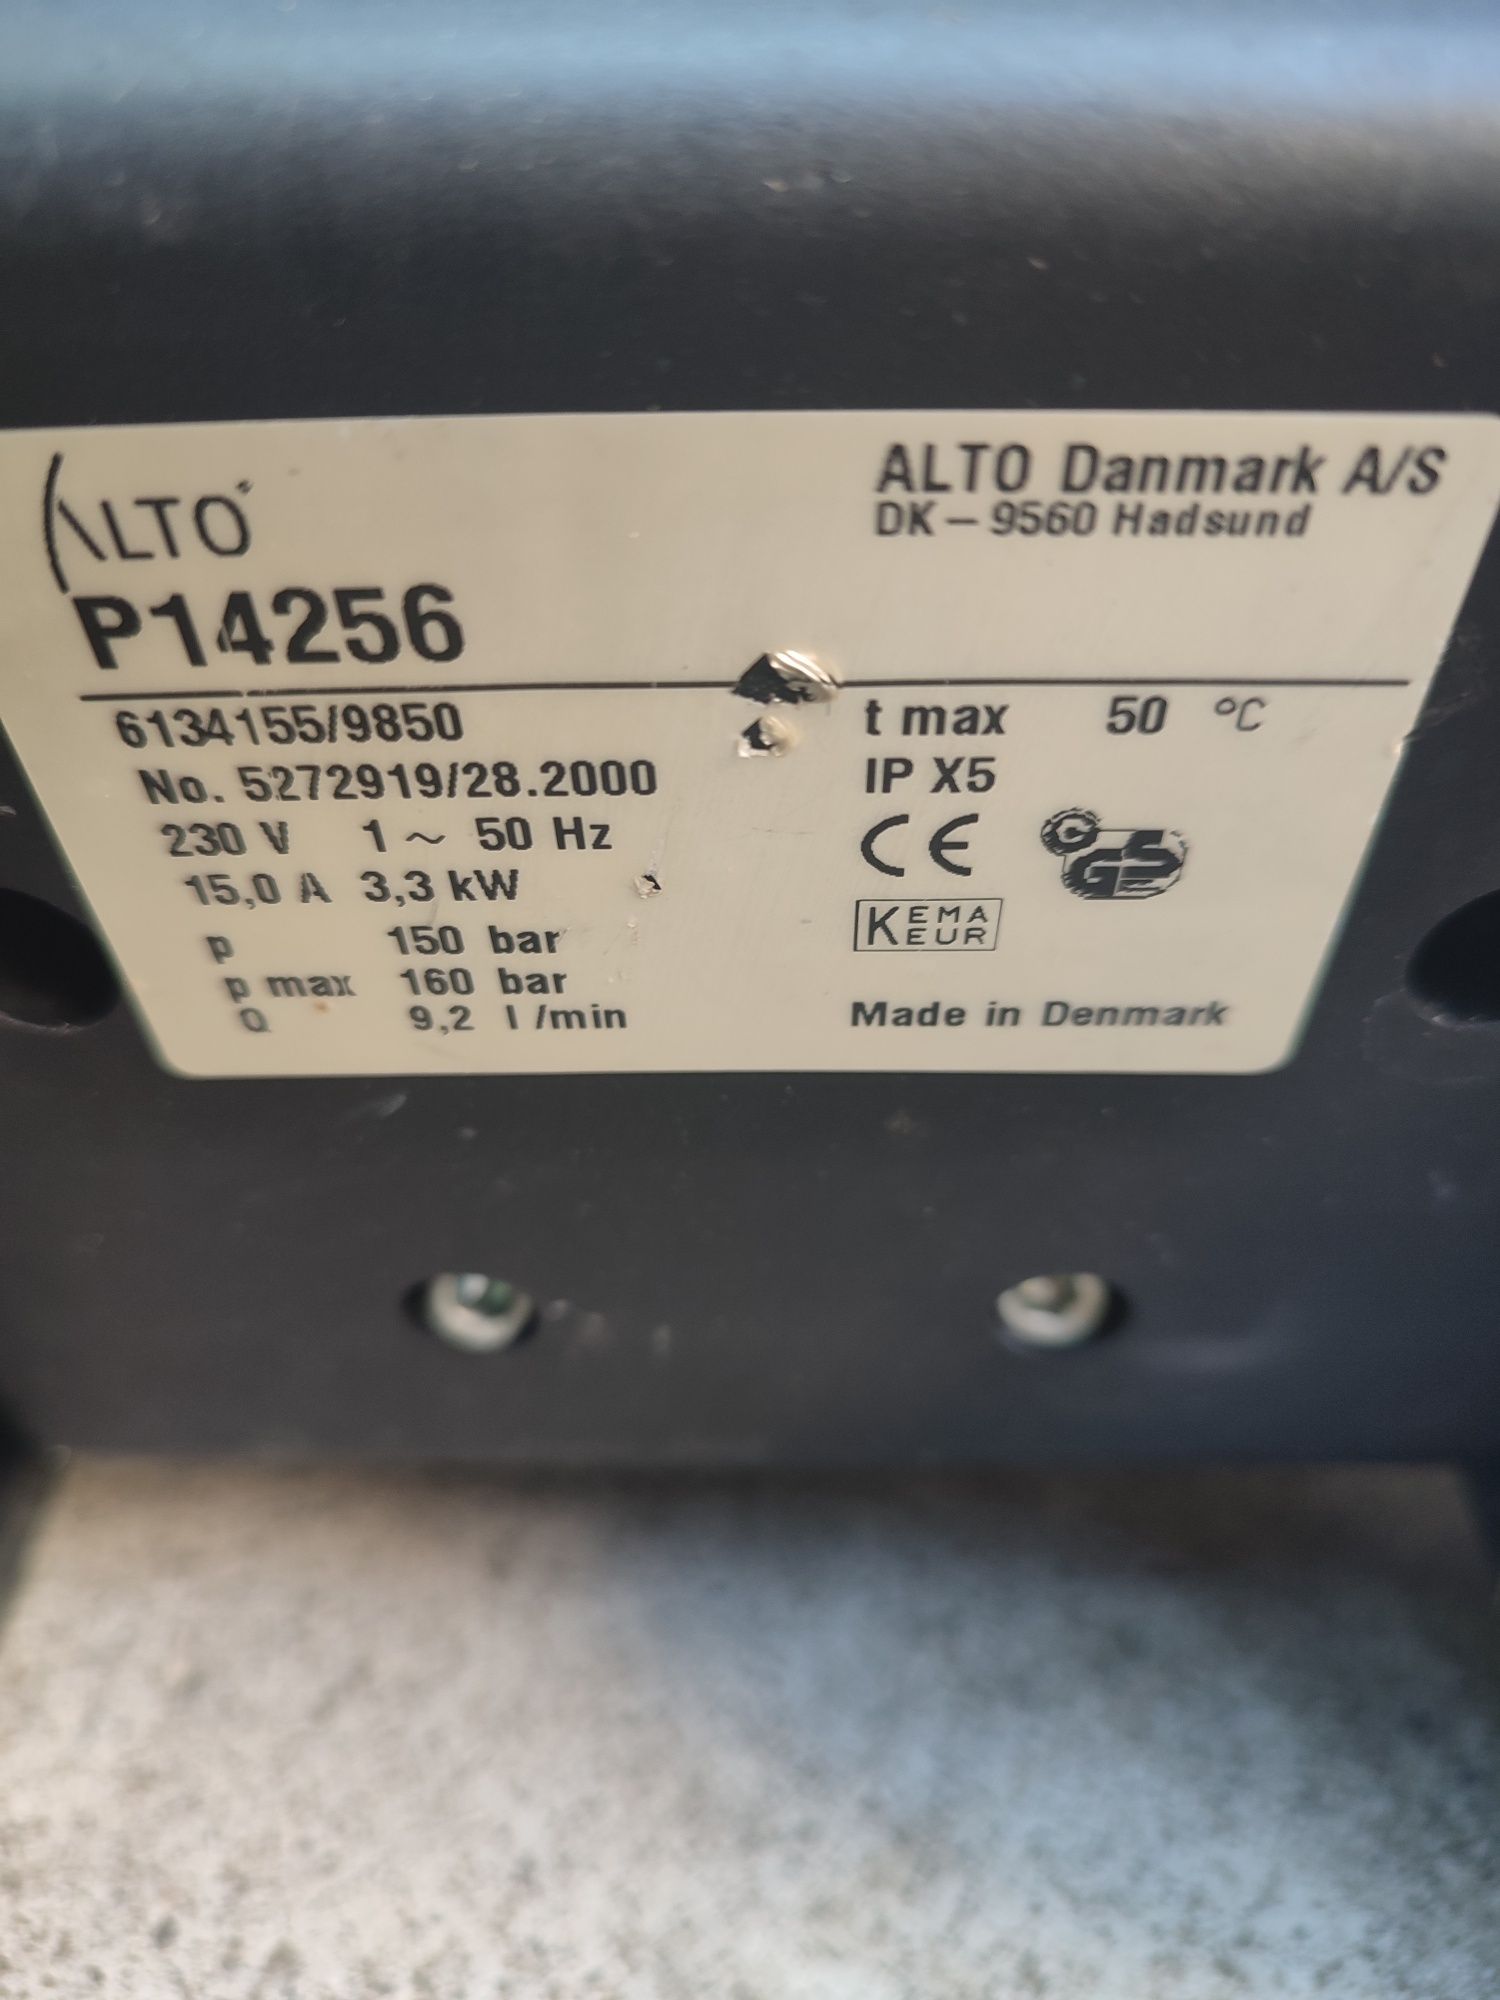 ALTO
ALTO Danmark A/S
DK – 9560 Hadsund
P14256
6134155/9850
No. 5272919/28.2000
230 V 1 ~ 50 Hz
15,0 A 3,3 kW
p 150 bar
p max 160 bar
Q 9,2 l /min
t max 50 °C
IP X5
CE
GS
KEMA
EUR
Made in Denmark